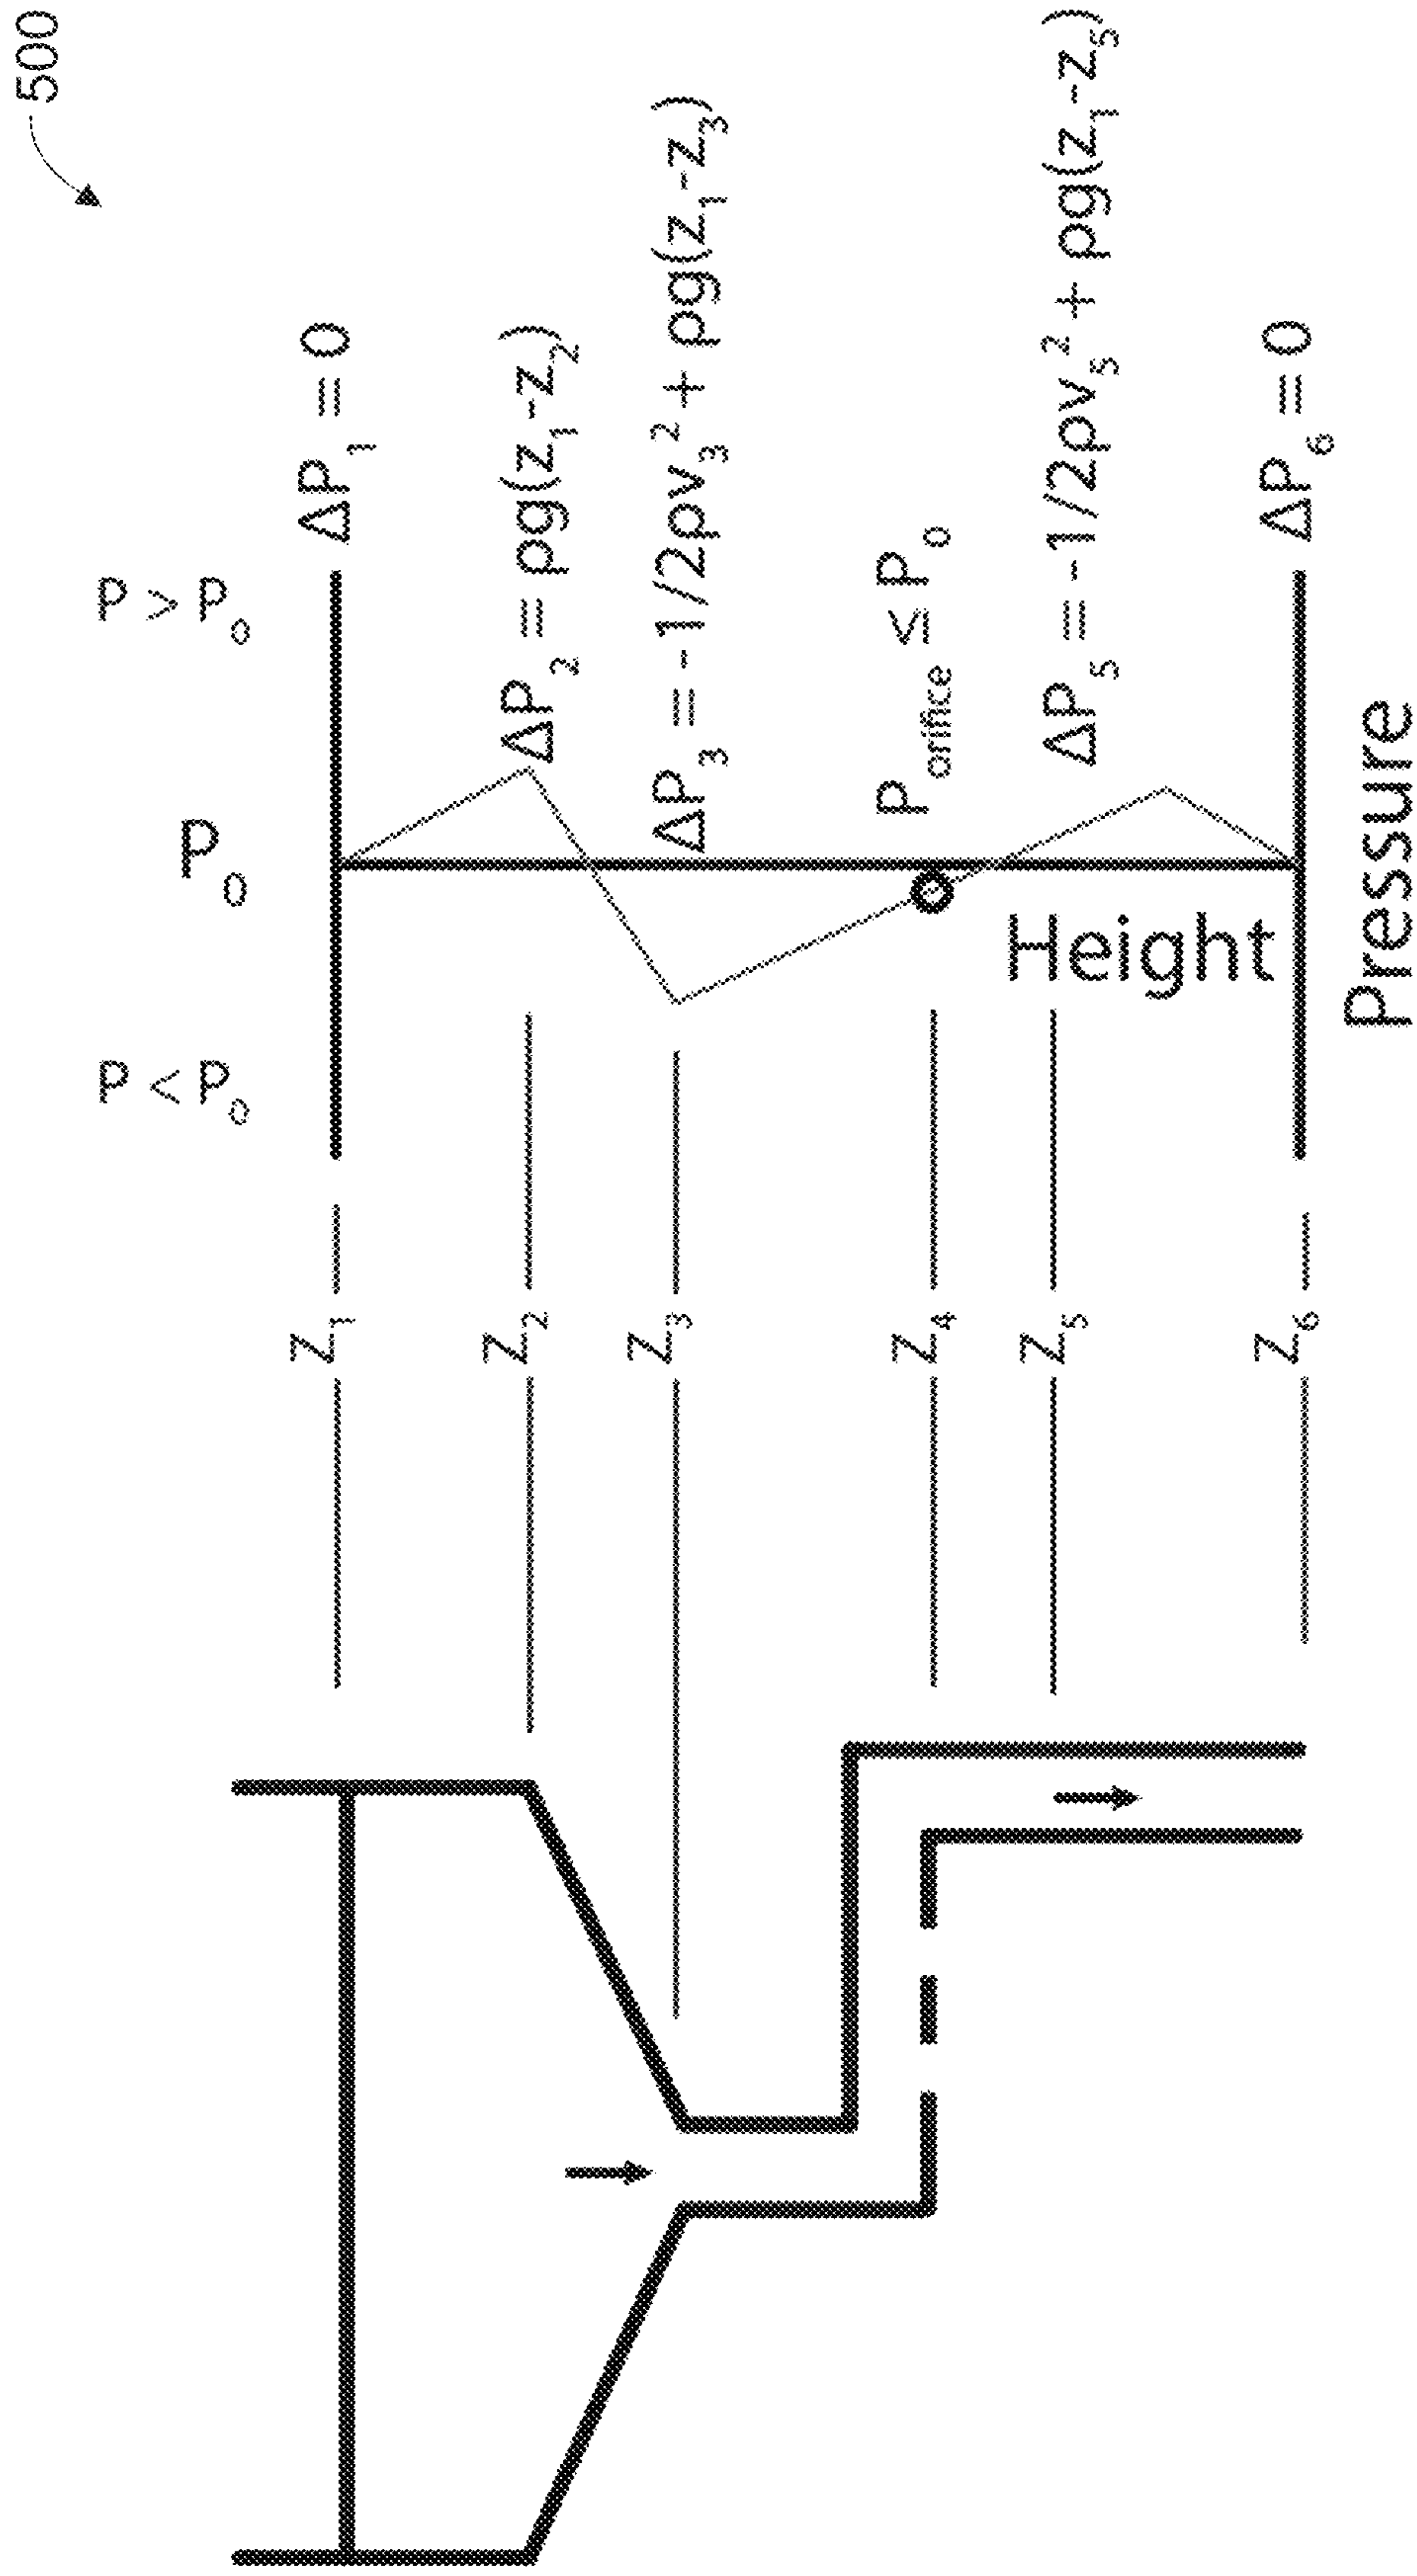 500
P < P₀
P₀
P > P₀
Z₁
ΔP₁ = 0
Z₂
ΔP₂ = ρg(z₁-z₂)
Z₃
ΔP₃ = -1/2ρv₃² + ρg(z₁-z₃)
Z₄
P orifice ≤ P₀
Z₅
ΔP₅ = -1/2ρv₅² + ρg(z₁-z₅)
Height
Z₆
ΔP₆ = 0
Pressure